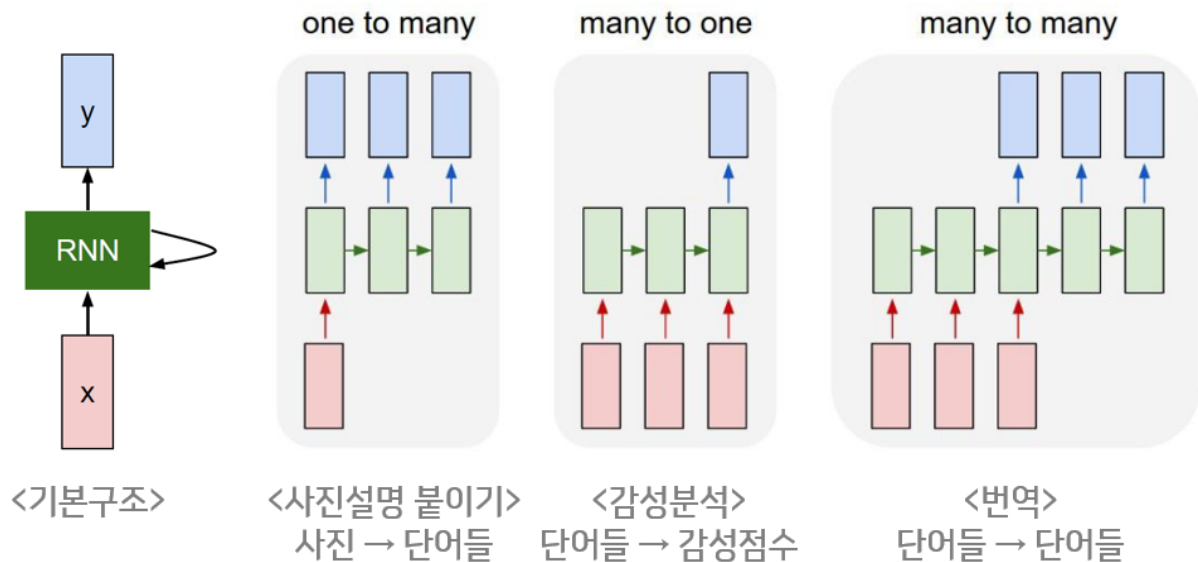 one to many
many to one
many to many
y
RNN
x
<기본구조>
<사진설명 붙이기>
사진 → 단어들
<감성분석>
단어들 → 감성점수
<번역>
단어들 → 단어들